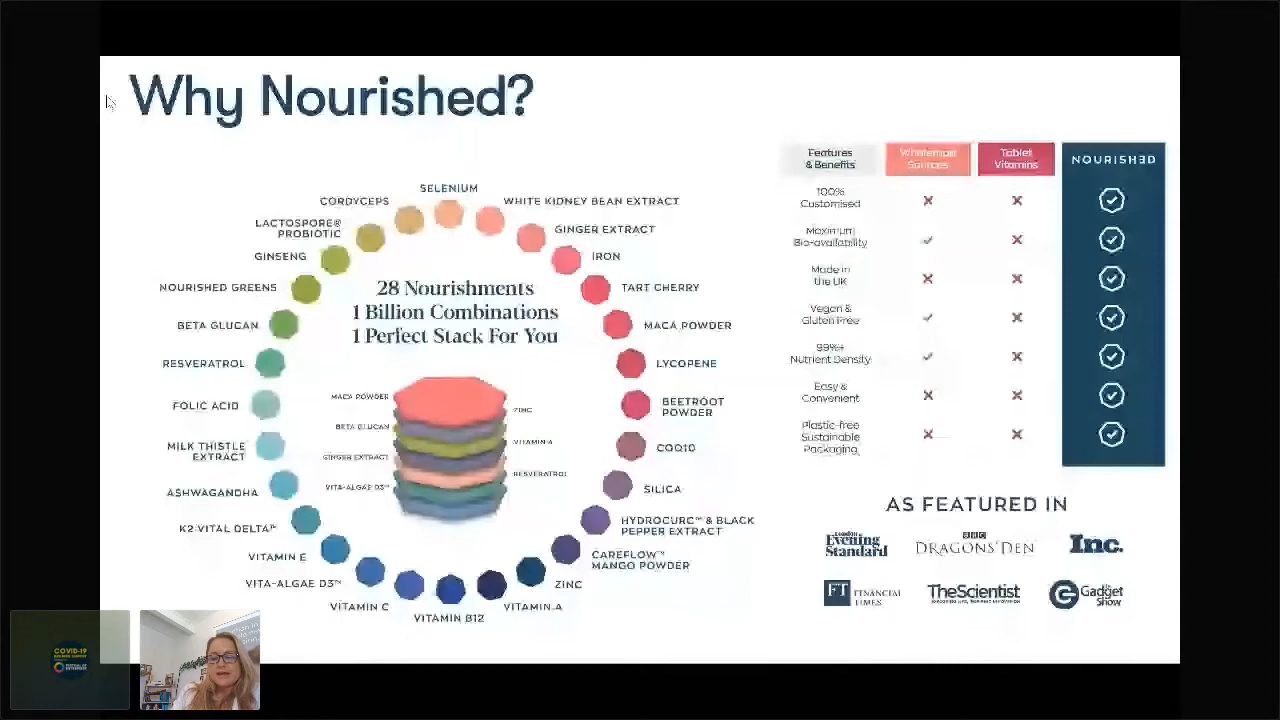 Why Nourished?
SELENIUM
CORDYCEPS
WHITE KIDNEY BEAN EXTRACT
LACTOSPORE®
PROBIOTIC
GINGER EXTRACT
GINSENG
IRON
NOURISHED GREENS
TART CHERRY
BETA GLUCAN
MACA POWDER
RESVERATROL
LYCOPENE
FOLIC ACID
BEETROOT
POWDER
MILK THISTLE
EXTRACT
COQ10
ASHWAGANDHA
SILICA
K2 VITAL DELTA™
HYDROCURC™ & BLACK
PEPPER EXTRACT
VITAMIN E
CAREFLOW™
MANGO POWDER
VITA-ALGAE D3™
ZINC
VITAMIN C
VITAMIN A
VITAMIN B12
28 Nourishments
1 Billion Combinations
1 Perfect Stack For You
MACA POWDER
ZINC
BETA GLUCAN
VITAMIN A
GINGER EXTRACT
RESVERATROL
VITA-ALGAE D3™
Features
& Benefits
Wholefood
Sources
Tablet
Vitamins
NOURISH3D
100%
Customised
Maximum
Bio-availability
Made in
the UK
Vegan &
Gluten Free
99%+
Nutrient Density
Easy &
Convenient
Plastic-free
Sustainable
Packaging
AS FEATURED IN
London
Evening
Standard
BBC
DRAGONS' DEN
Inc.
FT
FINANCIAL
TIMES
TheScientist
G
Gadget
Show
COVID-19